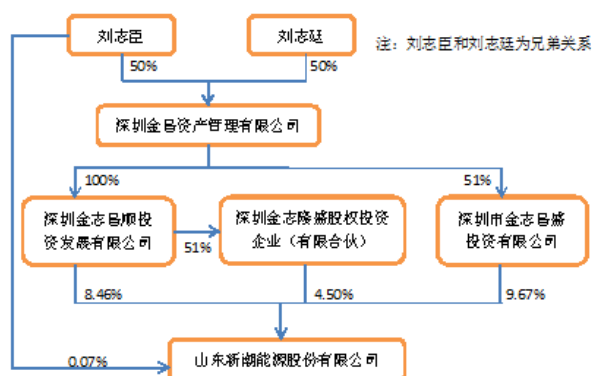 刘志臣
刘志廷
注：刘志臣和刘志廷为兄弟关系
50%
50%
深圳金昌资产管理有限公司
100%
51%
深圳金志昌顺投
资发展有限公司
51%
深圳金志隆盛股权投资
企业（有限合伙）
深圳市金志昌盛
投资有限公司
8.46%
4.50%
9.67%
0.07%
山东新潮能源股份有限公司